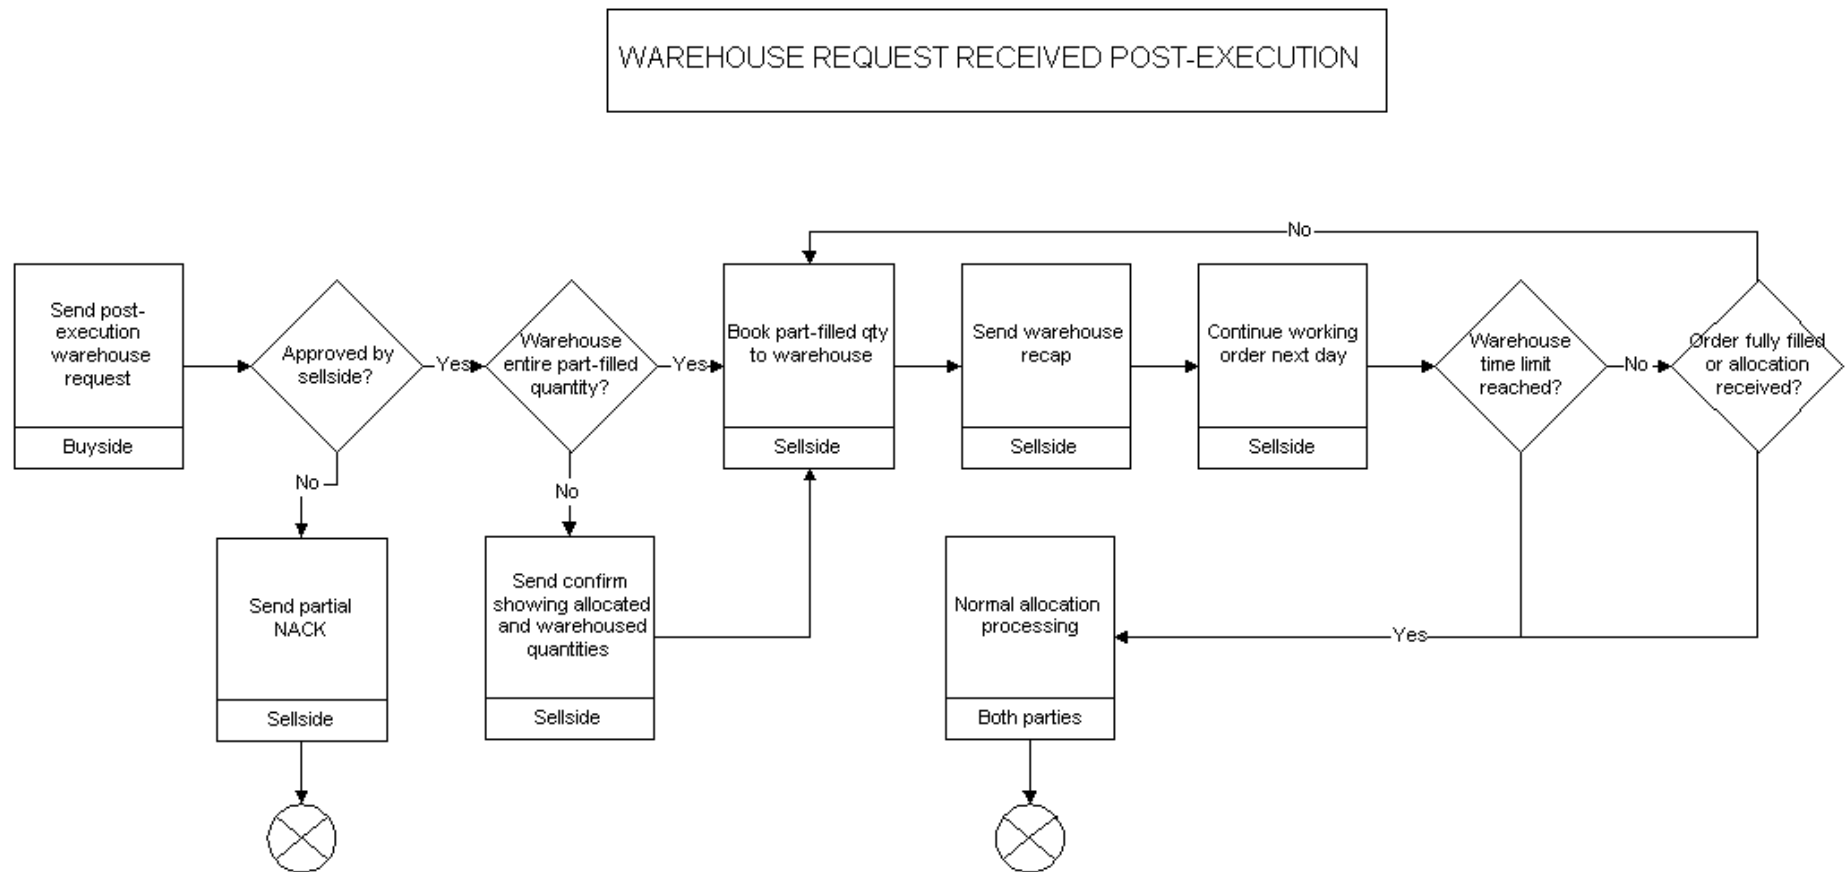 WAREHOUSE REQUEST RECEIVED POST-EXECUTION
No
Send post-
execution
warehouse
request
Buyside
Approved by
sellside?
Yes
Warehouse
entire part-filled
quantity?
Yes
Book part-filled qty
to warehouse
Sellside
Send warehouse
recap
Sellside
Continue working
order next day
Sellside
Warehouse
time limit
reached?
No
Order fully filled
or allocation
received?
No
No
Send partial
NACK
Sellside
Send confirm
showing allocated
and warehoused
quantities
Sellside
Normal allocation
processing
Both parties
Yes